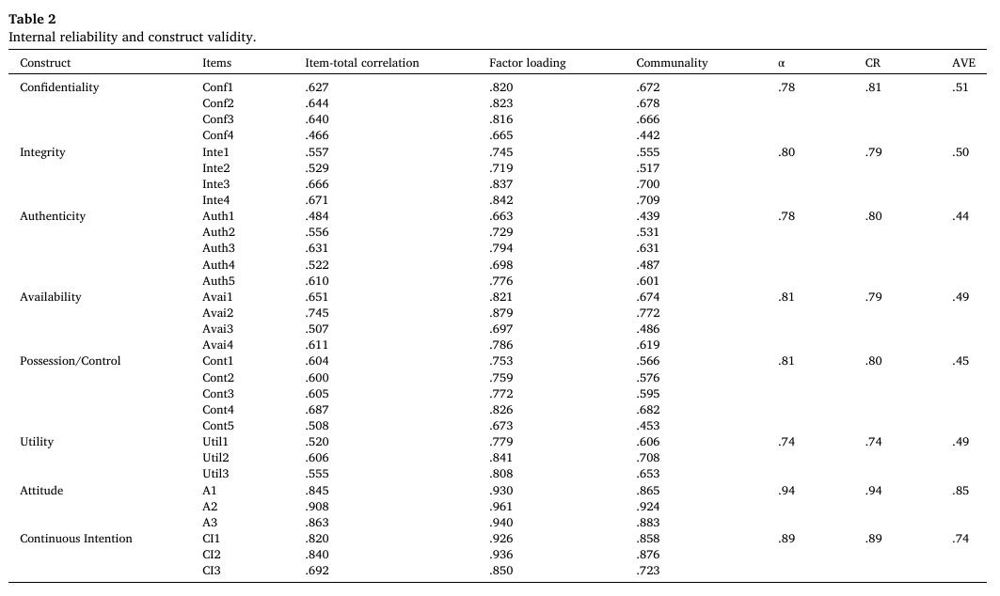 Table 2
Internal reliability and construct validity.
Construct Items Item-total correlation Factor loading Communality α CR AVE
Confidentiality Conf1 .627 .820 .672 .78 .81 .51
Conf2 .644 .823 .678
Conf3 .640 .816 .666
Conf4 .466 .665 .442
Integrity Inte1 .557 .745 .555 .80 .79 .50
Inte2 .529 .719 .517
Inte3 .666 .837 .700
Inte4 .671 .842 .709
Authenticity Auth1 .484 .663 .439 .78 .80 .44
Auth2 .556 .729 .531
Auth3 .631 .794 .631
Auth4 .522 .698 .487
Auth5 .610 .776 .601
Availability Avai1 .651 .821 .674 .81 .79 .49
Avai2 .745 .879 .772
Avai3 .507 .697 .486
Avai4 .611 .786 .619
Possession/Control Cont1 .604 .753 .566 .81 .80 .45
Cont2 .600 .759 .576
Cont3 .605 .772 .595
Cont4 .687 .826 .682
Cont5 .508 .673 .453
Utility Util1 .520 .779 .606 .74 .74 .49
Util2 .606 .841 .708
Util3 .555 .808 .653
Attitude A1 .845 .930 .865 .94 .94 .85
A2 .908 .961 .924
A3 .863 .940 .883
Continuous Intention CI1 .820 .926 .858 .89 .89 .74
CI2 .840 .936 .876
CI3 .692 .850 .723